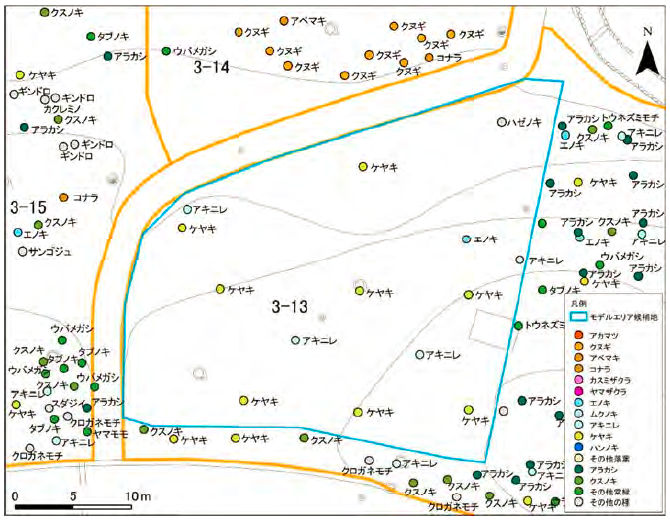 クスノキ
タブノキ
アラカシ
ウバメガシ
アベマキ
クヌギ
クヌギ
クヌギ
クヌギ
クヌギ
クヌギ
クヌギ
クヌギ
コナラ
3-14
ケヤキ
ギンドロ
ギンドロ
カクレミノ
クスノキ
アラカシ
ギンドロ
ギンドロ
コナラ
3-15
クスノキ
エノキ
サンゴジュ
ハゼノキ
ケヤキ
アキニレ
ケヤキ
エノキ
アキニレ
ケヤキ
3-13
ケヤキ
ケヤキ
アキニレ
アキニレ
ケヤキ
ケヤキ
ケヤキ
アラカシ
トウネズミモチ
エノキ
クスノキ
アキニレ
アラカシ
アラカシ
ケヤキ
アラカシ
アラカシ
クスノキ
エノキ
アキニレ
ウバメガシ
アラカシ
ケヤキ
アラカシ
タブノキ
トウネズミモ
アラカシ
ウバメガシ
クスノキ
タブノキ
タブノキ
ウバメガシ
クスノキ
ウバメガシ
アキニレ
ケヤキ
スダジイ
アラカシ
クロガネモチ
タブノキ
ヤマモモ
アキニレ
クロガネモチ
クスノキ
ケヤキ
ケヤキ
クスノキ
クロガネモチ
アキニレ
クスノキ
クスノキ
アラカシ
アラカシ
アラカシ
アキニレ
クロガネモチ
クスノキ
ケヤキ
凡例
モデルエリア候補地
アカマツ
クヌギ
アベマキ
コナラ
カスミザクラ
ヤマザクラ
エノキ
ムクノキ
アキニレ
ケヤキ
ハンノキ
その他落葉
アラカシ
クスノキ
その他常緑
その他の種
N
0 5 10m